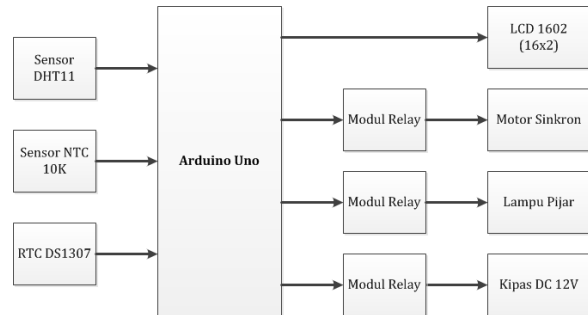 Sensor
DHT11
Sensor NTC
10K
RTC DS1307
Arduino Uno
LCD 1602
(16x2)
Modul Relay
Motor Sinkron
Modul Relay
Lampu Pijar
Modul Relay
Kipas DC 12V